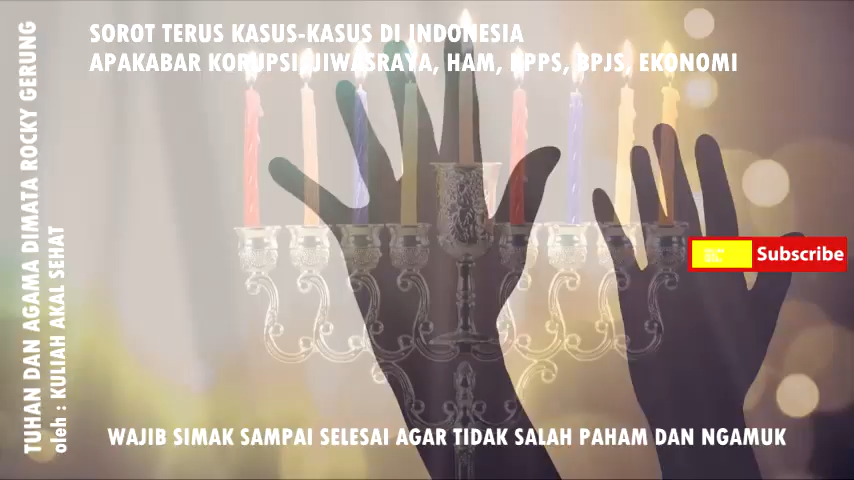 SOROT TERUS KASUS-KASUS DI INDONESIA
APAKABAR KORUPSI JIWASRAYA, HAM, BPPS, BPJS, EKONOMI
TUHAN DAN AGAMA DIMATA ROCKY GERUNG
oleh : KULIAH AKAL SEHAT
Subscribe
WAJIB SIMAK SAMPAI SELESAI AGAR TIDAK SALAH PAHAM DAN NGAMUK